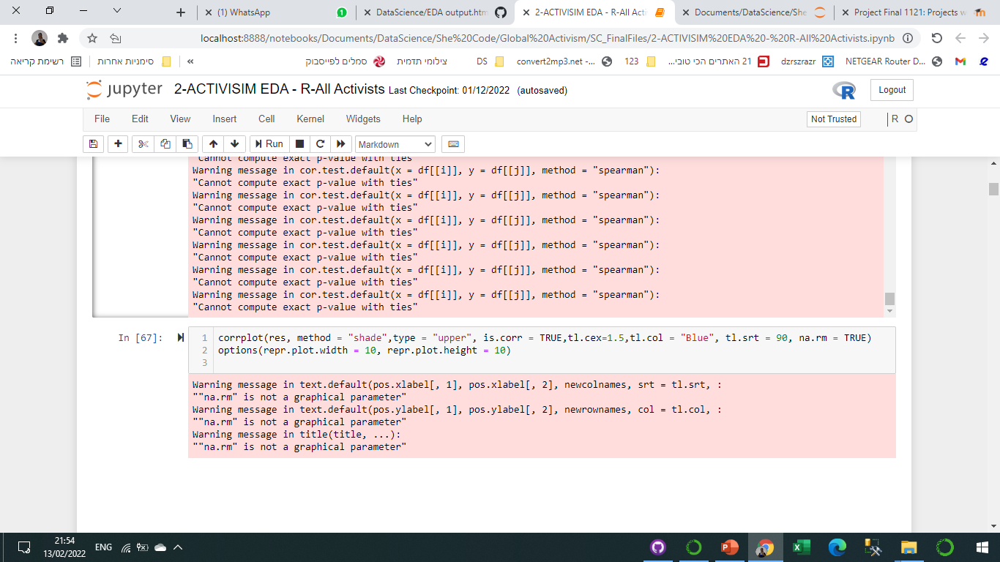 (1) WhatsApp
1
DataScience/EDA output.htm
2-ACTIVISIM EDA - R-All Acti
Documents/DataScience/She
Project Final 1121: Projects w
localhost:8888/notebooks/Documents/DataScience/She%20Code/Global%20Activism/SC_FinalFiles/2-ACTIVISIM%20EDA%20-%20R-All%20Activists.ipynb
רשימת קריאה
סימניות אחרות
«
סמלים לפייסבוק
צילומי תדמית
DS
convert2mp3.net -...
123
21 האתרים הכי טובי...
dzrszrazr
NETGEAR Router D...
jupyter 2-ACTIVISIM EDA - R-All Activists Last Checkpoint: 01/12/2022 (autosaved)
Logout
File Edit View Insert Cell Kernel Widgets Help
Not Trusted
R
Run
Markdown
"Cannot compute exact p-value with ties"
Warning message in cor.test.default(x = df[[i]], y = df[[j]], method = "spearman"):
"Cannot compute exact p-value with ties"
Warning message in cor.test.default(x = df[[i]], y = df[[j]], method = "spearman"):
"Cannot compute exact p-value with ties"
Warning message in cor.test.default(x = df[[i]], y = df[[j]], method = "spearman"):
"Cannot compute exact p-value with ties"
Warning message in cor.test.default(x = df[[i]], y = df[[j]], method = "spearman"):
"Cannot compute exact p-value with ties"
Warning message in cor.test.default(x = df[[i]], y = df[[j]], method = "spearman"):
"Cannot compute exact p-value with ties"
Warning message in cor.test.default(x = df[[i]], y = df[[j]], method = "spearman"):
"Cannot compute exact p-value with ties"
In [67]:
1 corrplot(res, method = "shade",type = "upper", is.corr = TRUE,tl.cex=1.5,tl.col = "Blue", tl.srt = 90, na.rm = TRUE)
2 options(repr.plot.width = 10, repr.plot.height = 10)
3
Warning message in text.default(pos.xlabel[, 1], pos.xlabel[, 2], newcolnames, srt = tl.srt, :
""na.rm" is not a graphical parameter"
Warning message in text.default(pos.ylabel[, 1], pos.ylabel[, 2], newrownames, col = tl.col, :
""na.rm" is not a graphical parameter"
Warning message in title(title, ...):
""na.rm" is not a graphical parameter"
21:54
13/02/2022
ENG